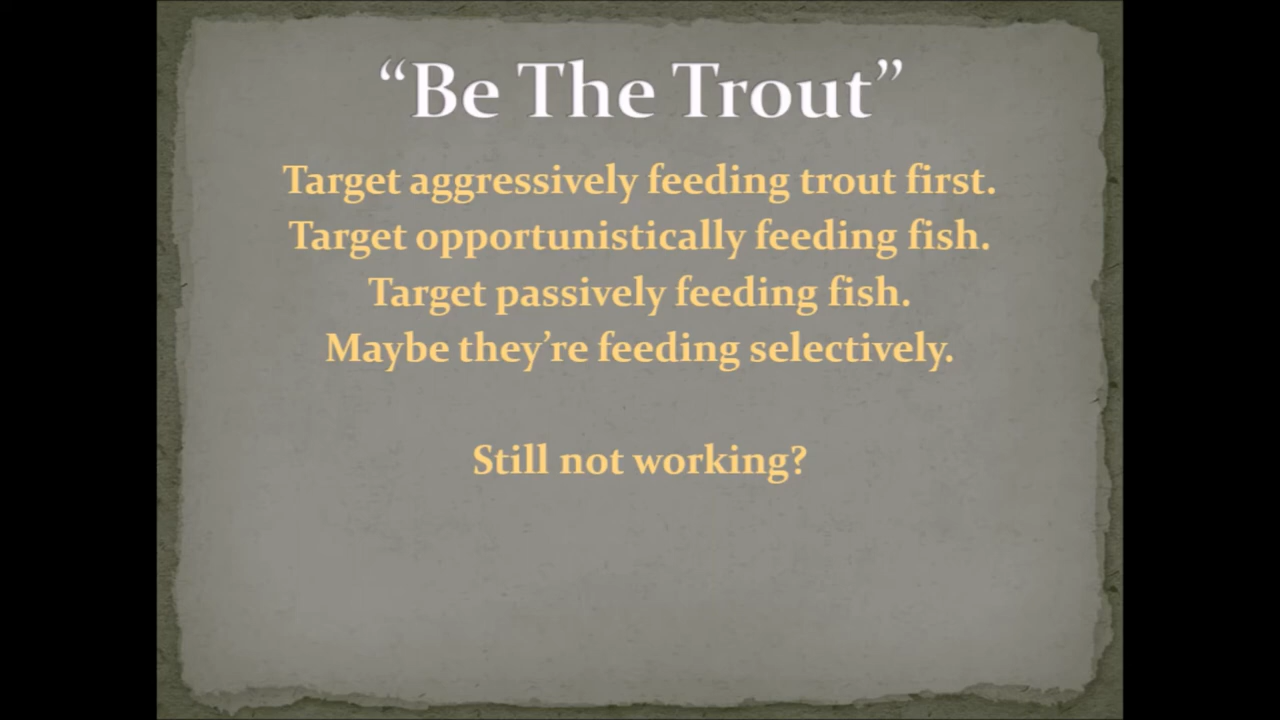 “Be The Trout”
Target aggressively feeding trout first.
Target opportunistically feeding fish.
Target passively feeding fish.
Maybe they’re feeding selectively.
Still not working?